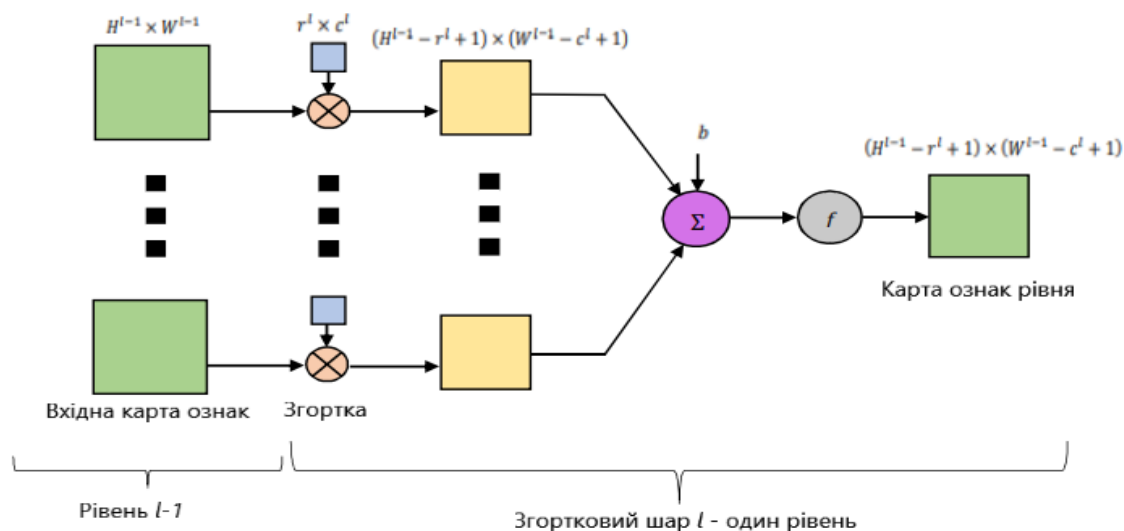 H^{l-1} × W^{l-1}
r^l × c^l
(H^{l-1} − r^l + 1) × (W^{l-1} − c^l + 1)
b
(H^{l-1} − r^l + 1) × (W^{l-1} − c^l + 1)
Σ
f
Карта ознак рівня
Вхідна карта ознак
Згортка
Рівень l-1
Згортковий шар l - один рівень